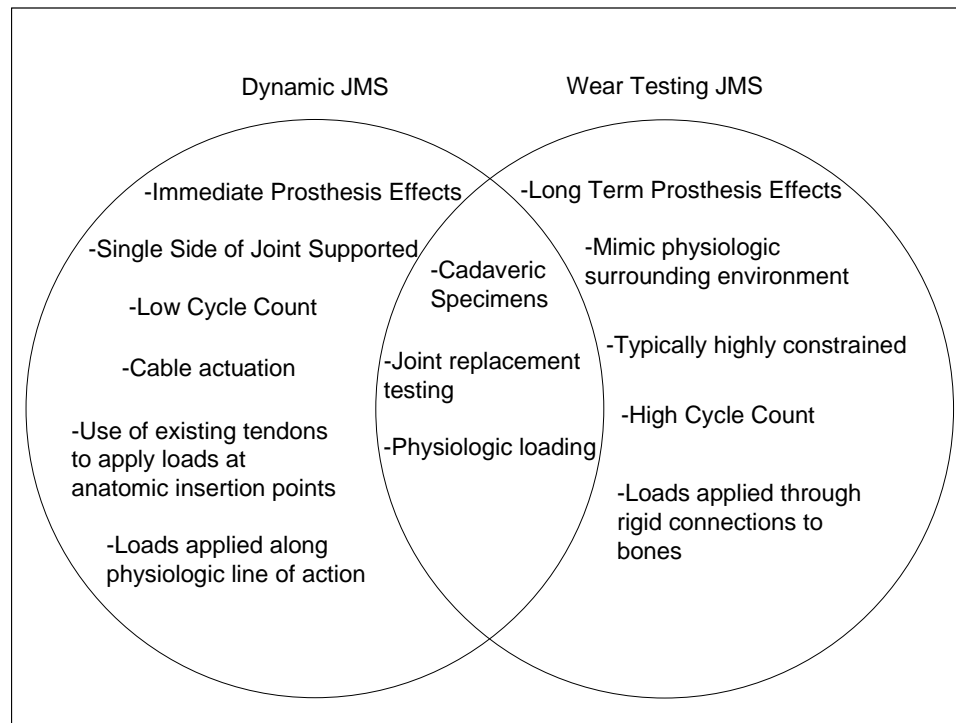 Dynamic JMS
Wear Testing JMS
-Immediate Prosthesis Effects
-Single Side of Joint Supported
-Low Cycle Count
-Cable actuation
-Use of existing tendons
to apply loads at
anatomic insertion points
-Loads applied along
physiologic line of action
-Cadaveric
Specimens
-Joint replacement
testing
-Physiologic loading
-Long Term Prosthesis Effects
-Mimic physiologic
surrounding environment
-Typically highly constrained
-High Cycle Count
-Loads applied through
rigid connections to
bones